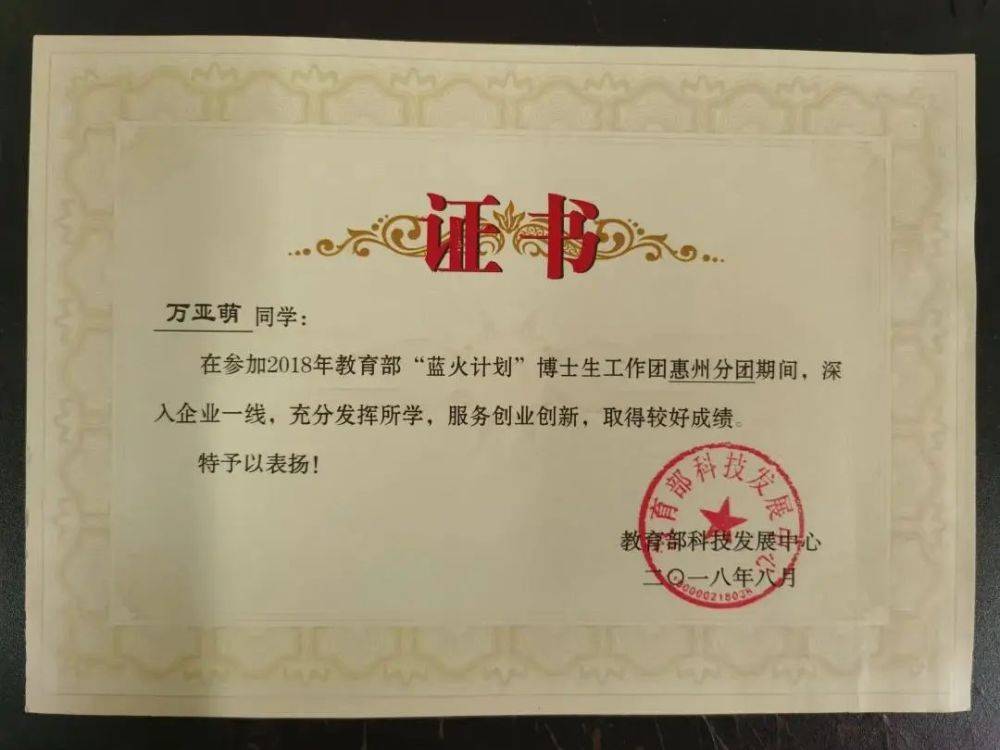 证书
万亚萌 同学：
在参加2018年教育部“蓝火计划”博士生工作团惠州分团期间，深
入企业一线，充分发挥所学，服务创业创新，取得较好成绩。
特予以表扬！
教育部科技发展中心
教育部科技发展中心
二〇一八年八月